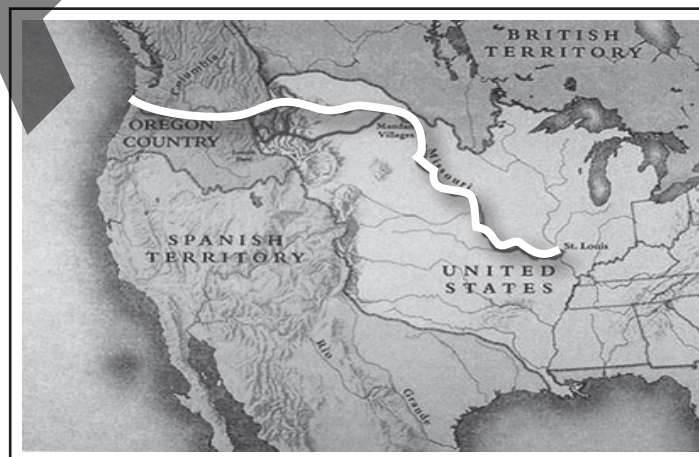 BRITISH
TERRITORY
Columbia
OREGON
COUNTRY
Mandan
Villages
Missouri
SPANISH
TERRITORY
St. Louis
UNITED
STATES
Rio
Grande